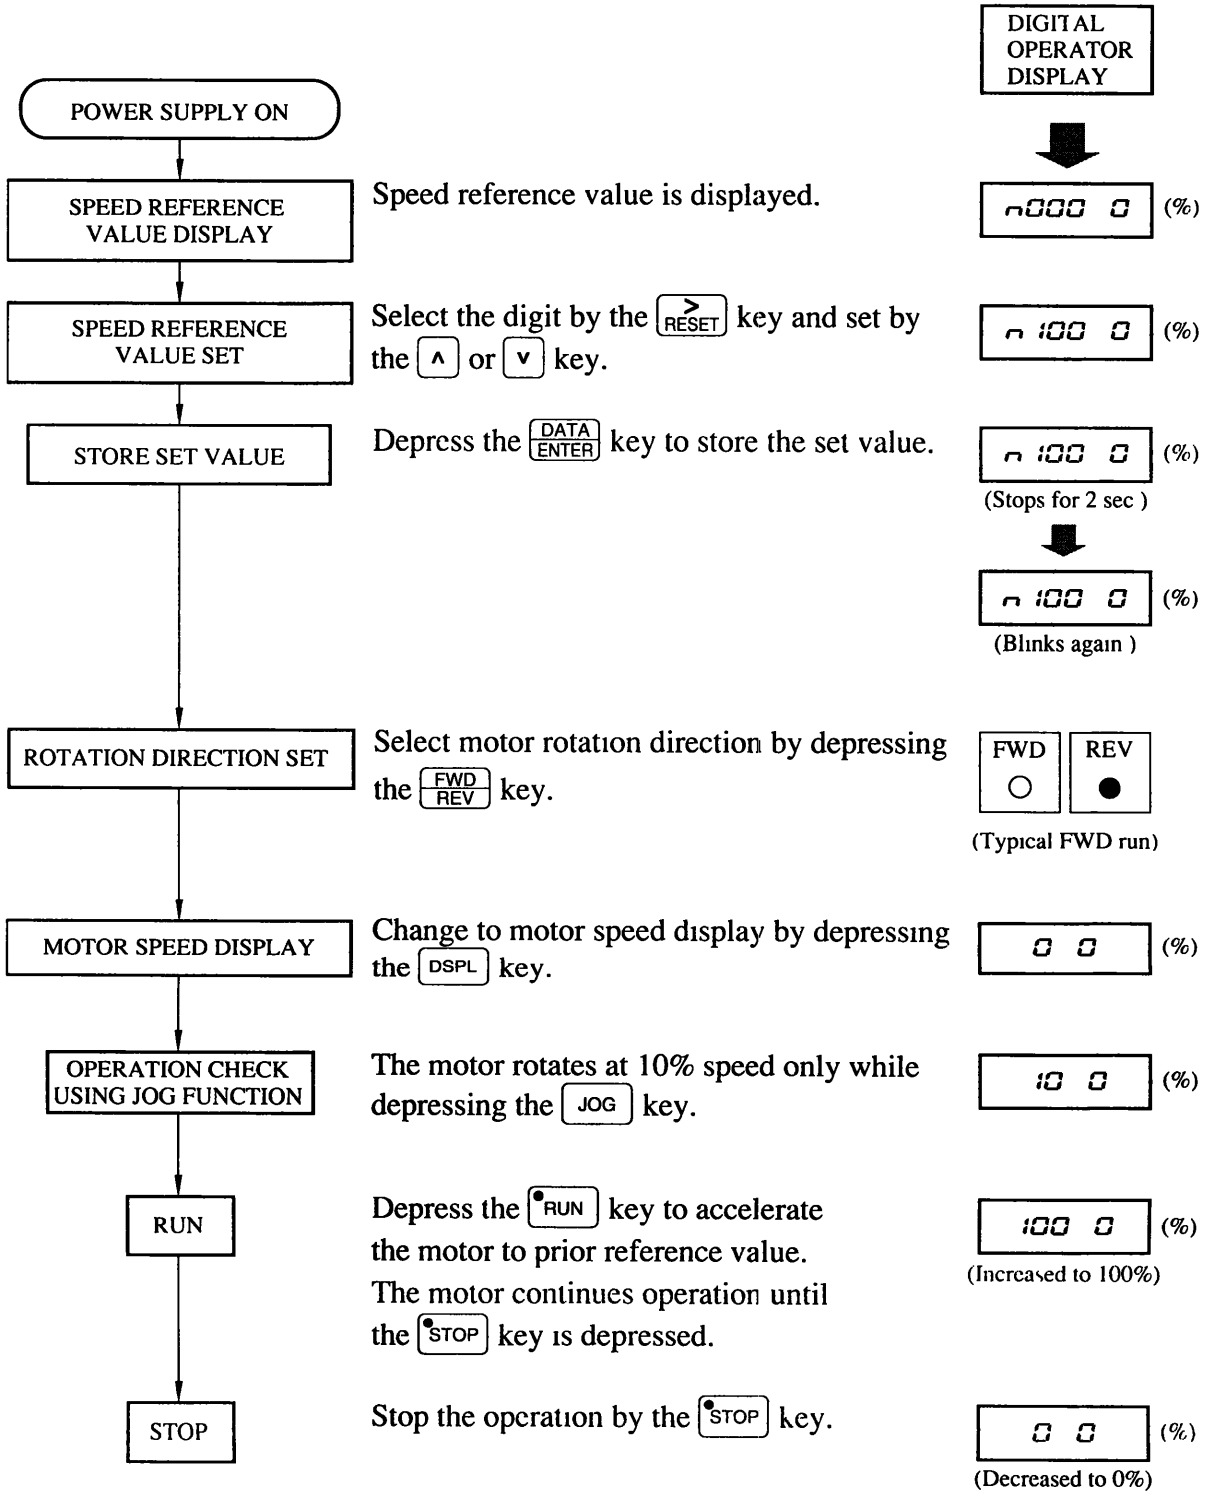 DIGITAL
OPERATOR
DISPLAY
POWER SUPPLY ON
SPEED REFERENCE
VALUE DISPLAY
Speed reference value is displayed.
n000 0 (%)
SPEED REFERENCE
VALUE SET
Select the digit by the > RESET key and set by
the ∧ or ∨ key.
n 100 0 (%)
STORE SET VALUE
Depress the DATA ENTER key to store the set value.
n 100 0 (%)
(Stops for 2 sec )
n 100 0 (%)
(Blinks again )
ROTATION DIRECTION SET
Select motor rotation direction by depressing
the FWD REV key.
FWD REV
(Typical FWD run)
MOTOR SPEED DISPLAY
Change to motor speed display by depressing
the DSPL key.
0 0 (%)
OPERATION CHECK
USING JOG FUNCTION
The motor rotates at 10% speed only while
depressing the JOG key.
10 0 (%)
RUN
Depress the RUN key to accelerate
the motor to prior reference value.
The motor continues operation until
the STOP key is depressed.
100 0 (%)
(Increased to 100%)
STOP
Stop the operation by the STOP key.
0 0 (%)
(Decreased to 0%)